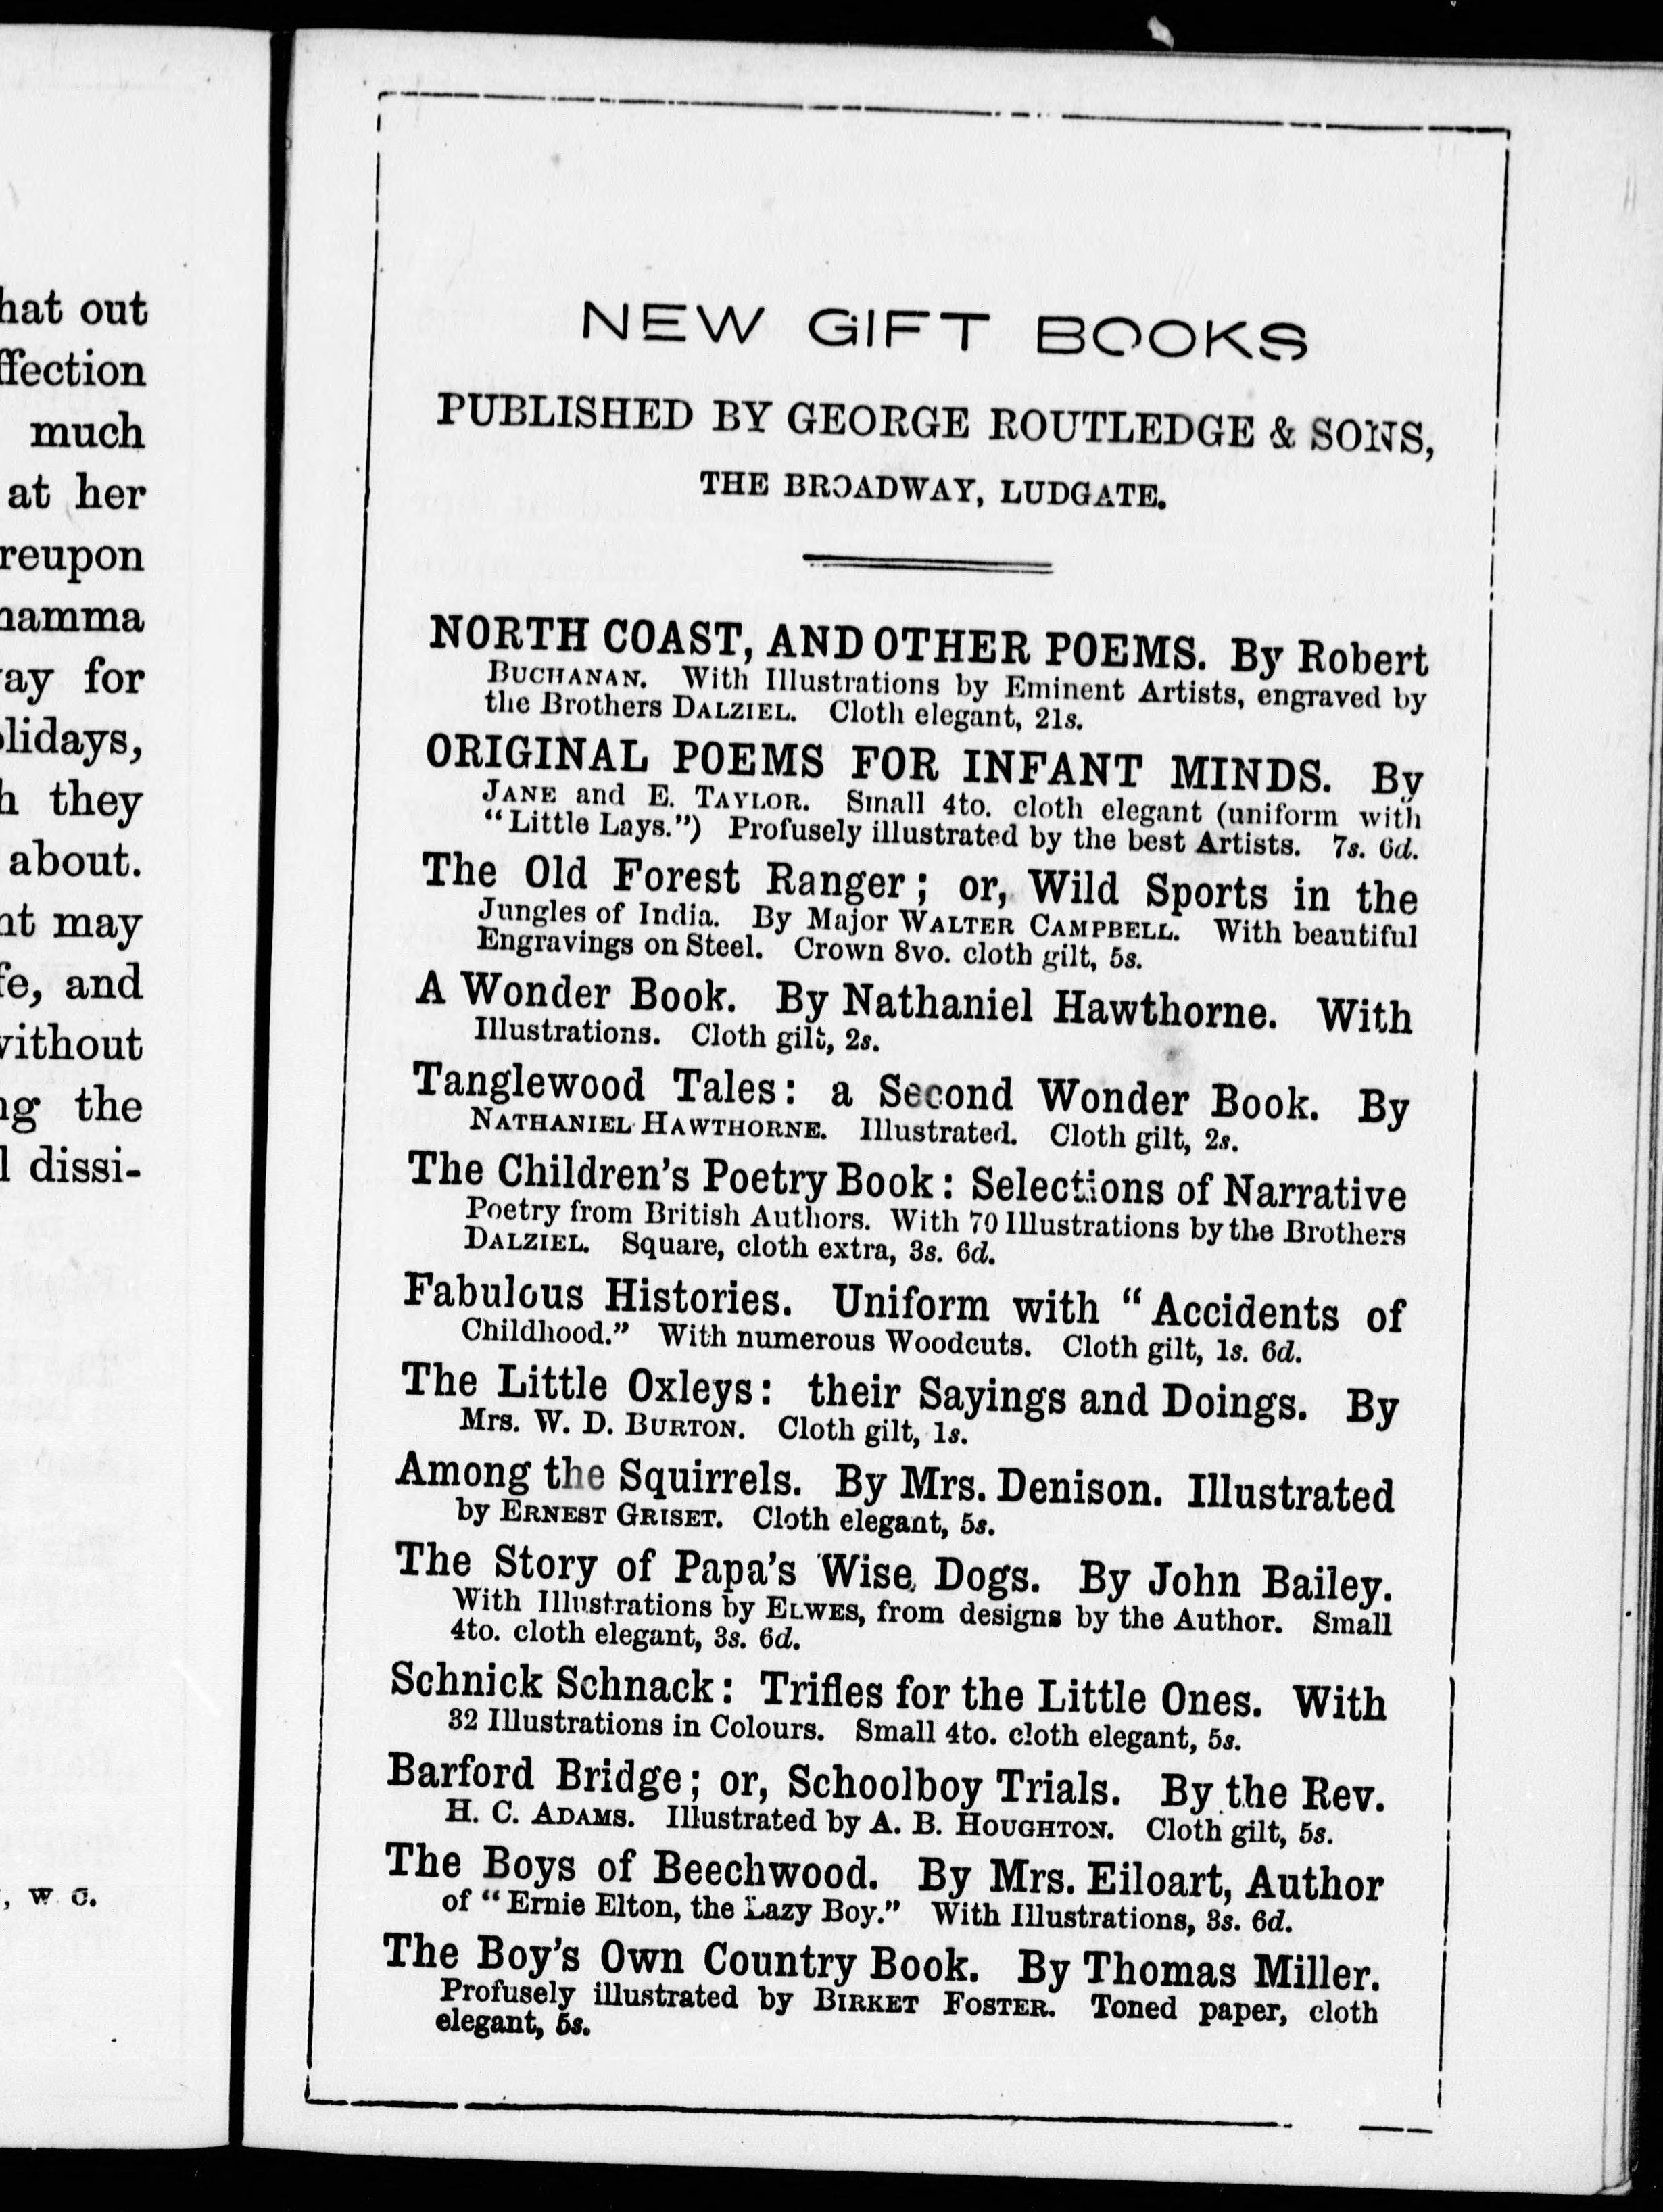 hat out
ffection
much
at her
reupon
namma
ay for
lidays,
h they
about.
nt may
fe, and
vithout
ng the
l dissi-
, W C.
NEW GIFT BOOKS
PUBLISHED BY GEORGE ROUTLEDGE & SONS,
THE BROADWAY, LUDGATE.
NORTH COAST, AND OTHER POEMS. By Robert
BUCHANAN. With Illustrations by Eminent Artists, engraved by
the Brothers DALZIEL. Cloth elegant, 21s.
ORIGINAL POEMS FOR INFANT MINDS. By
JANE and E. TAYLOR. Small 4to. cloth elegant (uniform with
"Little Lays.") Profusely illustrated by the best Artists. 7s. 6d.
The Old Forest Ranger; or, Wild Sports in the
Jungles of India. By Major WALTER CAMPBELL. With beautiful
Engravings on Steel. Crown 8vo. cloth gilt, 5s.
A Wonder Book. By Nathaniel Hawthorne. With
Illustrations. Cloth gilt, 2s.
Tanglewood Tales: a Second Wonder Book. By
NATHANIEL HAWTHORNE. Illustrated. Cloth gilt, 2s.
The Children's Poetry Book: Selections of Narrative
Poetry from British Authors. With 70 Illustrations by the Brothers
DALZIEL. Square, cloth extra, 3s. 6d.
Fabulous Histories. Uniform with "Accidents of
Childhood." With numerous Woodcuts. Cloth gilt, 1s. 6d.
The Little Oxleys: their Sayings and Doings. By
Mrs. W. D. BURTON. Cloth gilt, 1s.
Among the Squirrels. By Mrs. Denison. Illustrated
by ERNEST GRISET. Cloth elegant, 5s.
The Story of Papa's Wise Dogs. By John Bailey.
With Illustrations by ELWES, from designs by the Author. Small
4to. cloth elegant, 3s. 6d.
Schnick Schnack: Trifles for the Little Ones. With
32 Illustrations in Colours. Small 4to. cloth elegant, 5s.
Barford Bridge; or, Schoolboy Trials. By the Rev.
H. C. ADAMS. Illustrated by A. B. HOUGHTON. Cloth gilt, 5s.
The Boys of Beechwood. By Mrs. Eiloart, Author
of "Ernie Elton, the Lazy Boy." With Illustrations, 3s. 6d.
The Boy's Own Country Book. By Thomas Miller.
Profusely illustrated by BIRKET FOSTER. Toned paper, cloth
elegant, 5s.